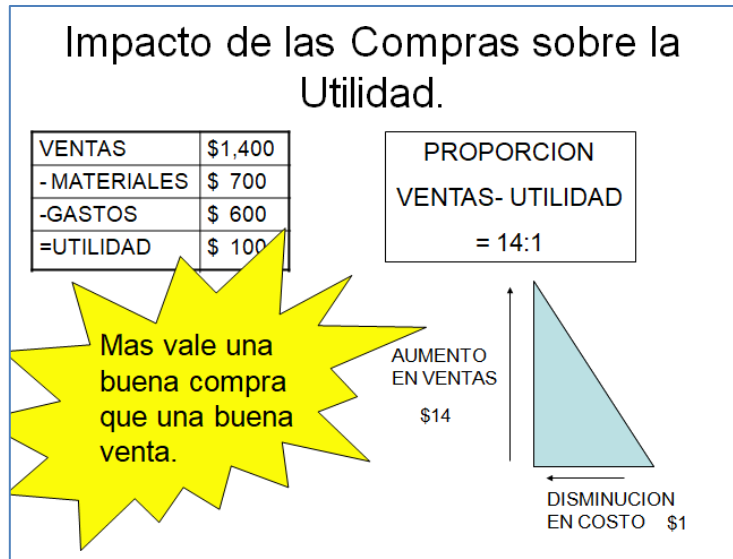 Impacto de las Compras sobre la
Utilidad.
VENTAS $1,400
- MATERIALES $ 700
-GASTOS $ 600
=UTILIDAD $ 100
PROPORCION
VENTAS- UTILIDAD
= 14:1
Mas vale una
buena compra
que una buena
venta.
AUMENTO
EN VENTAS
$14
DISMINUCION
EN COSTO $1